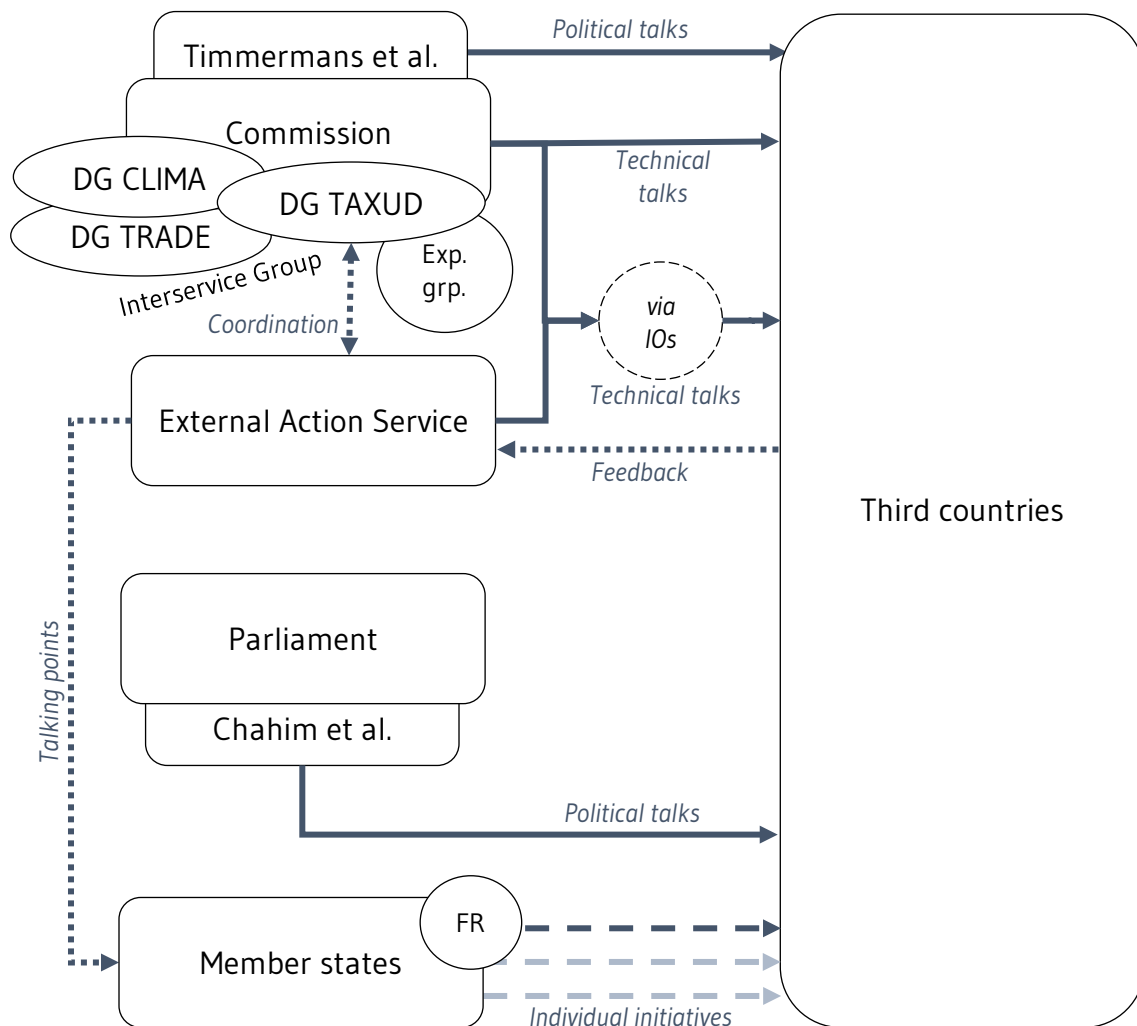 Political talks
Timmermans et al.
Commission
Technical
talks
DG CLIMA
DG TAXUD
DG TRADE
Interservice Group
Exp.
grp.
Coordination
via
IOs
Technical talks
External Action Service
Feedback
Third countries
Parliament
Talking points
Chahim et al.
Political talks
FR
Member states
Individual initiatives